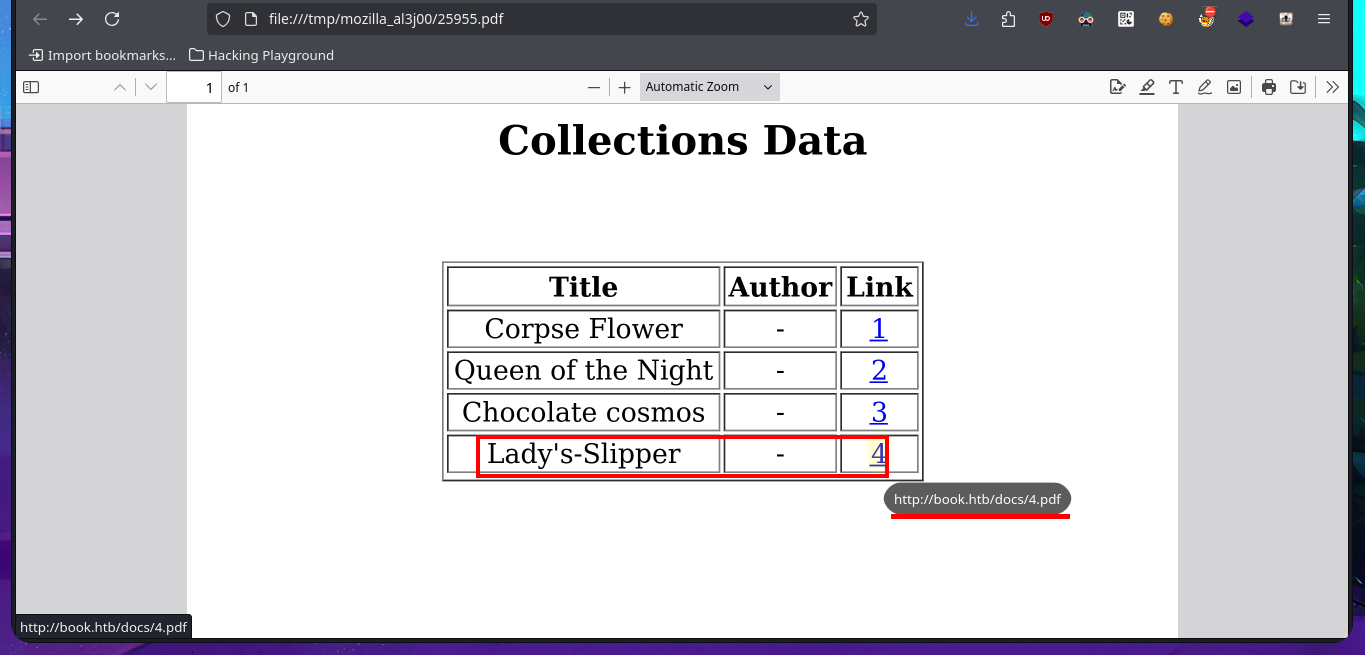 file:///tmp/mozilla_al3j00/25955.pdf
Import bookmarks... Hacking Playground
1 of 1 Automatic Zoom
Collections Data
Title Author Link
Corpse Flower - 1
Queen of the Night - 2
Chocolate cosmos - 3
Lady's-Slipper - 4
http://book.htb/docs/4.pdf
http://book.htb/docs/4.pdf